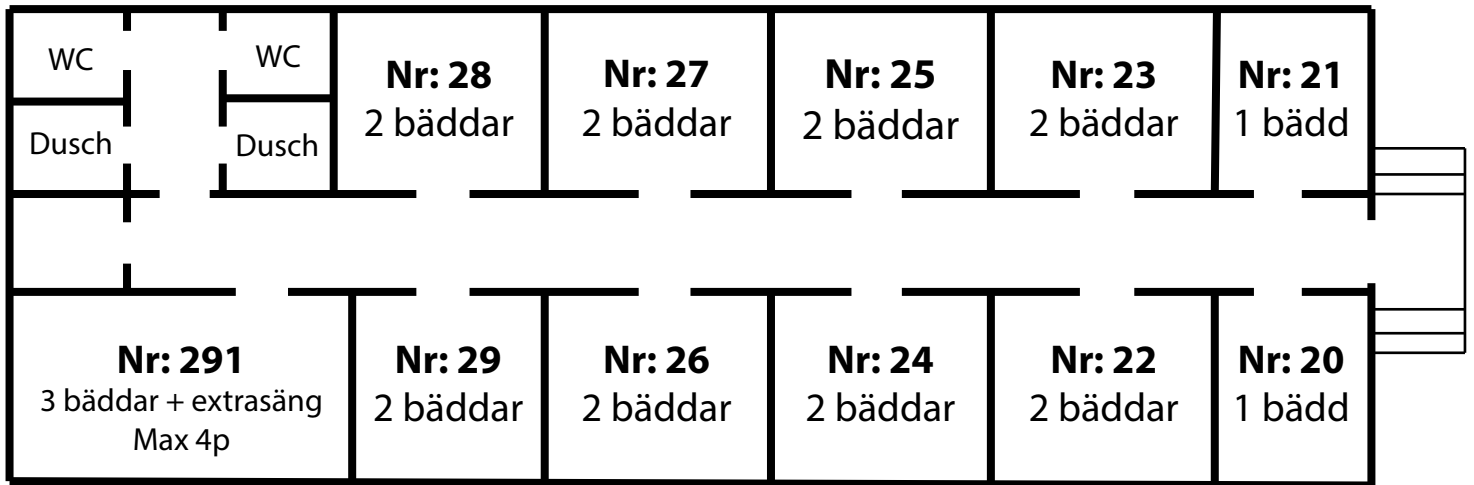 WC
Dusch
WC
Dusch
Nr: 28
2 bäddar
Nr: 27
2 bäddar
Nr: 25
2 bäddar
Nr: 23
2 bäddar
Nr: 21
1 bädd
Nr: 291
3 bäddar + extrasäng
Max 4p
Nr: 29
2 bäddar
Nr: 26
2 bäddar
Nr: 24
2 bäddar
Nr: 22
2 bäddar
Nr: 20
1 bädd